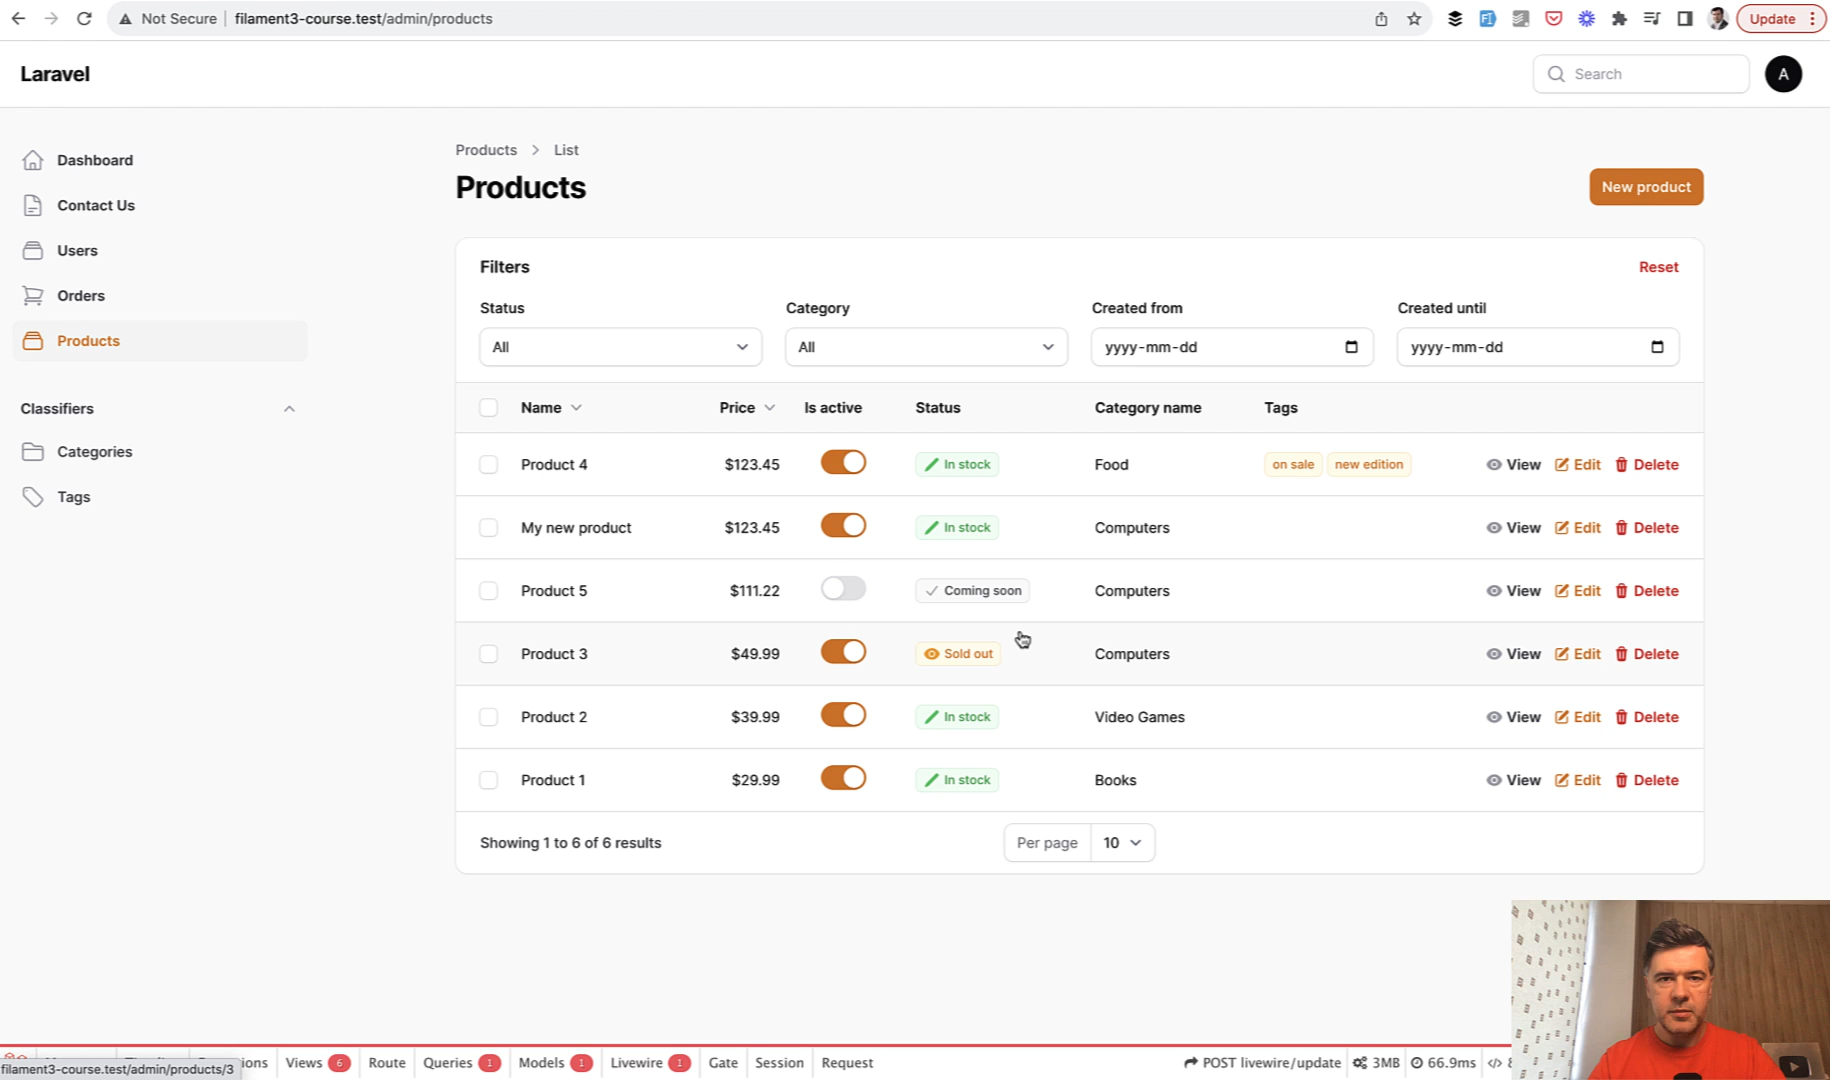 Not Secure filament3-course.test/admin/products Update
Laravel Search A
Dashboard
Contact Us
Users
Orders
Products
Classifiers
Categories
Tags
Products > List
Products
New product
Filters Reset
Status Category Created from Created until
All All yyyy-mm-dd yyyy-mm-dd
Name Price Is active Status Category name Tags
Product 4 $123.45 In stock Food on sale new edition View Edit Delete
My new product $123.45 In stock Computers View Edit Delete
Product 5 $111.22 Coming soon Computers View Edit Delete
Product 3 $49.99 Sold out Computers View Edit Delete
Product 2 $39.99 In stock Video Games View Edit Delete
Product 1 $29.99 In stock Books View Edit Delete
Showing 1 to 6 of 6 results Per page 10
Views 6 Route Queries 1 Models 1 Livewire 1 Gate Session Request POST livewire/update 3MB 66.9ms
filament3-course.test/admin/products/3